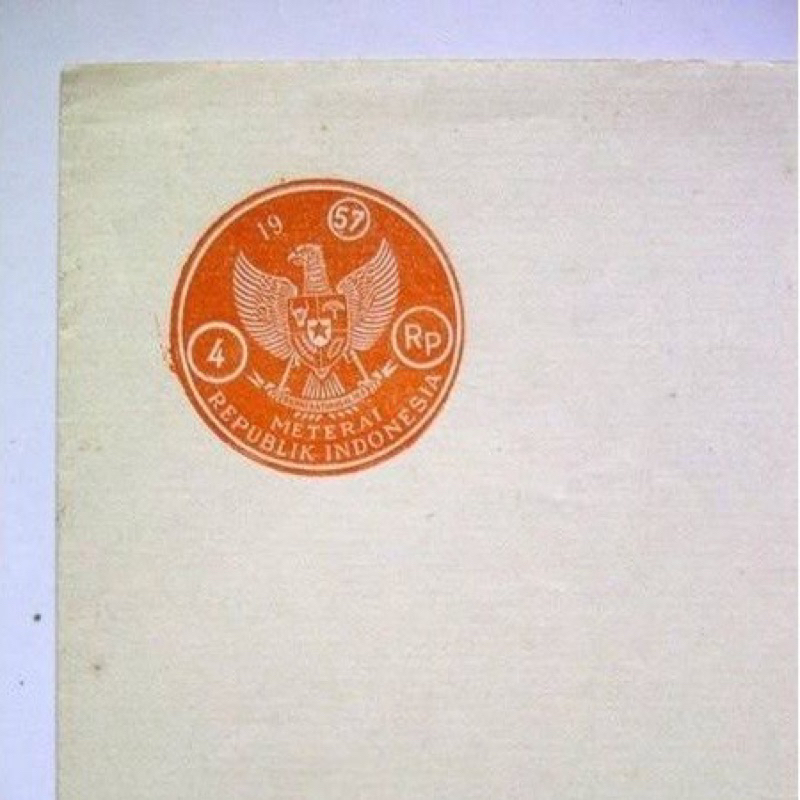 19 57
4 Rp
METERAI
REPUBLIK INDONESIA